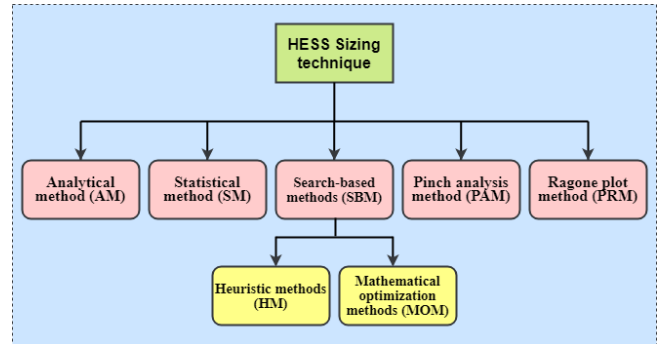 HESS Sizing
technique
Analytical
method (AM)
Statistical
method (SM)
Search-based
methods (SBM)
Pinch analysis
method (PAM)
Ragone plot
method (PRM)
Heuristic methods
(HM)
Mathematical
optimization
methods (MOM)